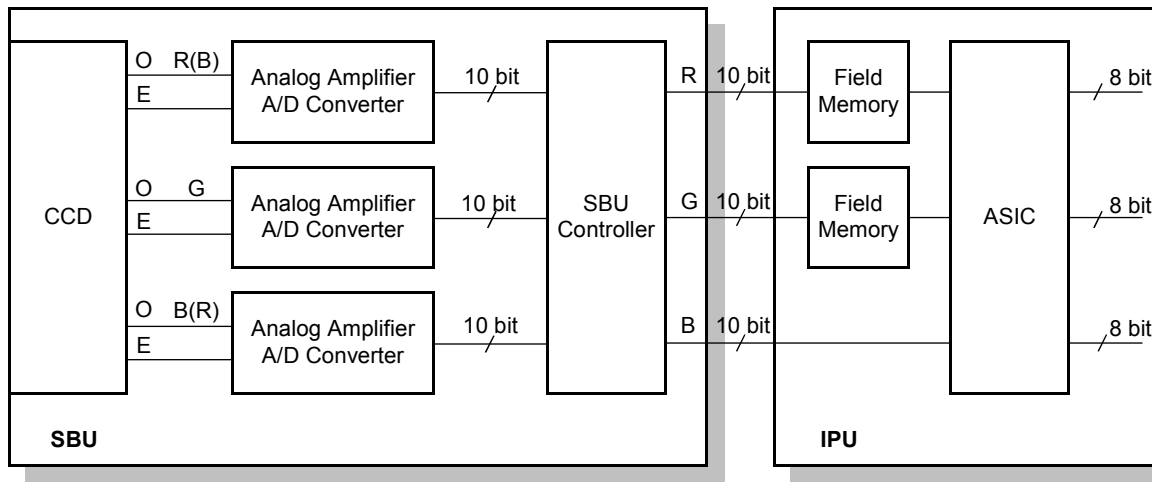 O R(B)
E
Analog Amplifier
A/D Converter
10 bit
R 10 bit
Field
Memory
8 bit
CCD
O G
E
Analog Amplifier
A/D Converter
10 bit
SBU
Controller
G 10 bit
Field
Memory
ASIC
8 bit
O B(R)
E
Analog Amplifier
A/D Converter
10 bit
B 10 bit
8 bit
SBU
IPU